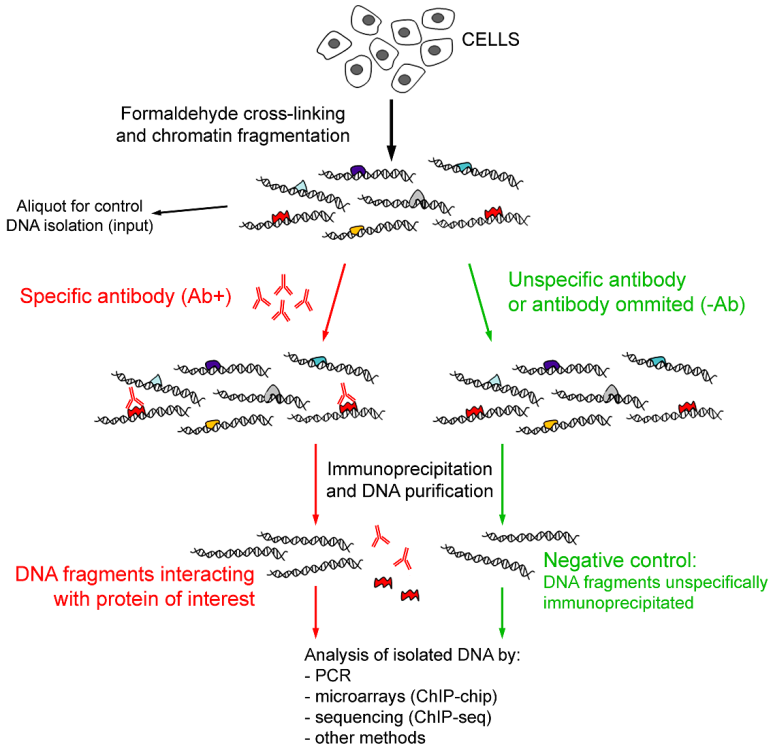 CELLS
Formaldehyde cross-linking
and chromatin fragmentation
Aliquot for control
DNA isolation (input)
Specific antibody (Ab+)
Unspecific antibody
or antibody ommited (-Ab)
Immunoprecipitation
and DNA purification
DNA fragments interacting
with protein of interest
Negative control:
DNA fragments unspecifically
immunoprecipitated
Analysis of isolated DNA by:
- PCR
- microarrays (ChIP-chip)
- sequencing (ChIP-seq)
- other methods